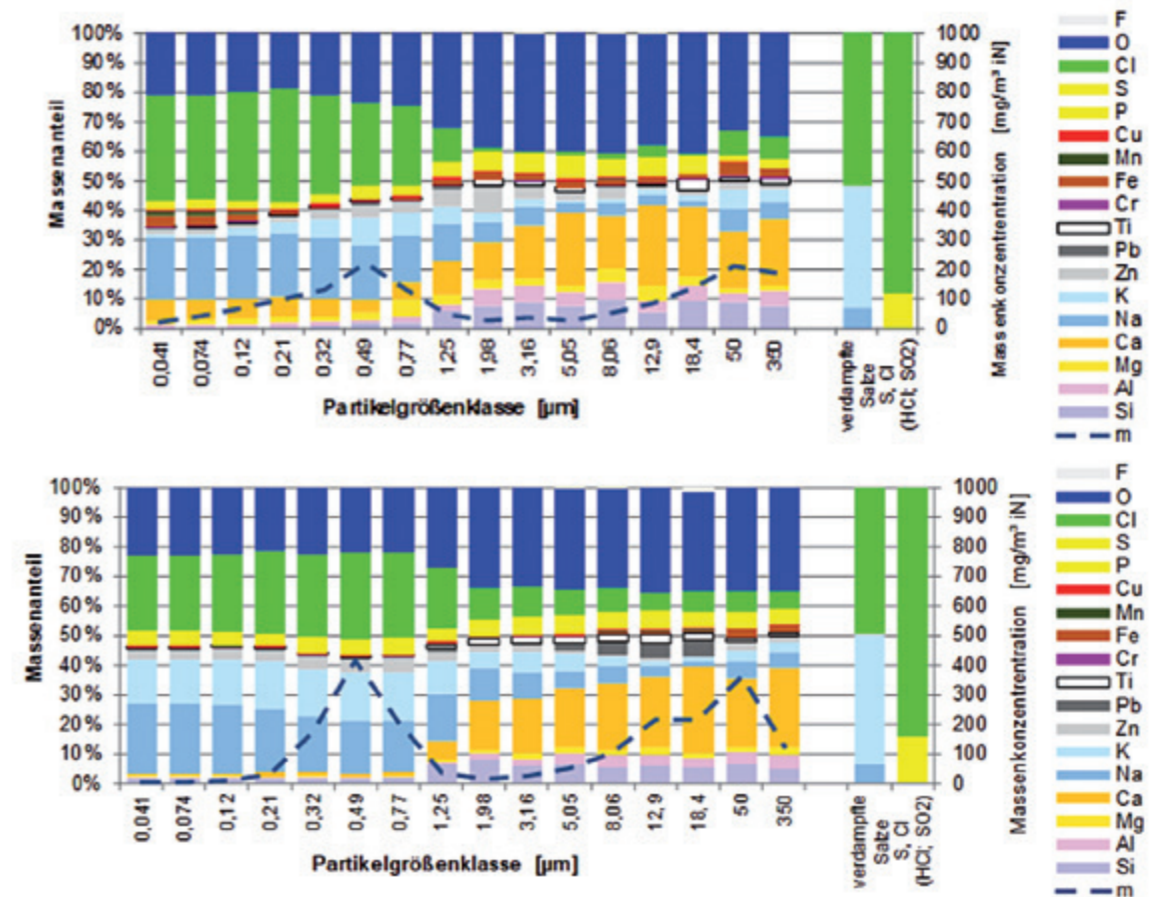 100%
90%
80%
70%
60%
50%
40%
30%
20%
10%
0%
Massenanteil
1000
900
800
700
600
500
400
300
200
100
0
Massenkonzentrentration [mg/m³ iN]
0,041
0,074
0,12
0,21
0,32
0,49
0,77
1,25
1,98
3,16
5,05
8,06
12,9
18,4
50
350
verdampfte
Salze
S, Cl
(HCl; SO2)
Partikelgrößenklasse [µm]
F
O
Cl
S
P
Cu
Mn
Fe
Cr
Ti
Pb
Zn
K
Na
Ca
Mg
Al
Si
m
100%
90%
80%
70%
60%
50%
40%
30%
20%
10%
0%
Massenanteil
1000
900
800
700
600
500
400
300
200
100
0
Massenkonzentrentration [mg/m³ iN]
0,041
0,074
0,12
0,21
0,32
0,49
0,77
1,25
1,98
3,16
5,05
8,06
12,9
18,4
50
350
verdampfte
Salze
S, Cl
(HCl; SO2)
Partikelgrößenklasse [µm]
F
O
Cl
S
P
Cu
Mn
Fe
Cr
Ti
Pb
Zn
K
Na
Ca
Mg
Al
Si
m